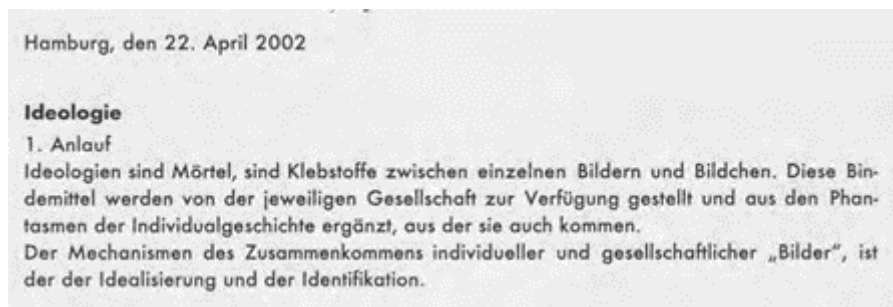 Hamburg, den 22. April 2002
Ideologie
1. Anlauf
Ideologien sind Mörtel, sind Klebstoffe zwischen einzelnen Bildern und Bildchen. Diese Bin-
demittel werden von der jeweiligen Gesellschaft zur Verfügung gestellt und aus den Phan-
tasmen der Individualgeschichte ergänzt, aus der sie auch kommen.
Der Mechanismen des Zusammenkommens individueller und gesellschaftlicher „Bilder“, ist
der der Idealisierung und der Identifikation.